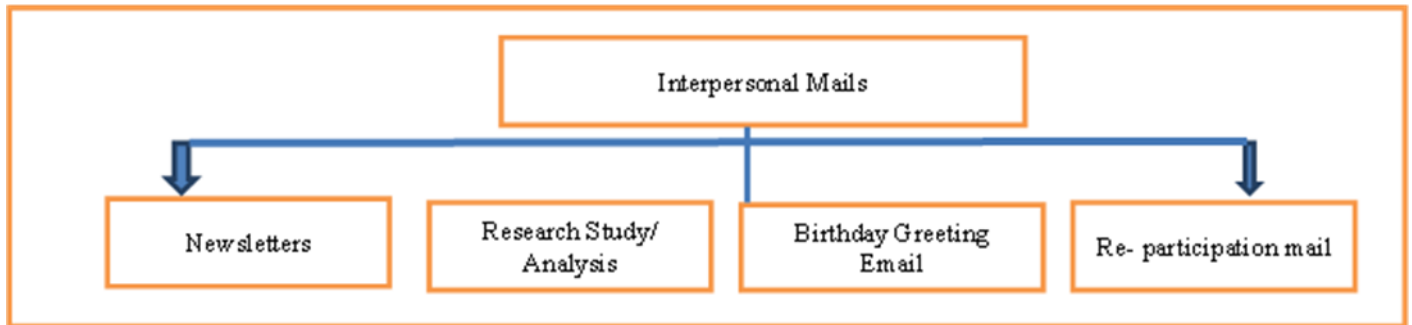 Interpersonal Mails
Newsletters
Research Study/
Analysis
Birthday Greeting
Email
Re- participation mail